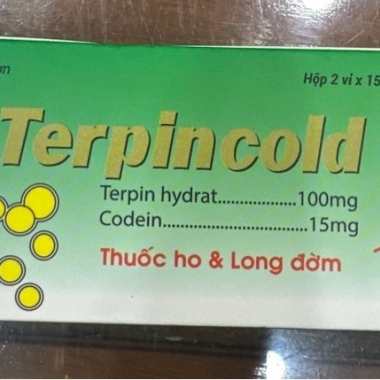 Hộp 2 vỉ x 15
Terpincold
Terpin hydrat...................100mg
Codein...................................15mg
Thuốc ho & Long đờm